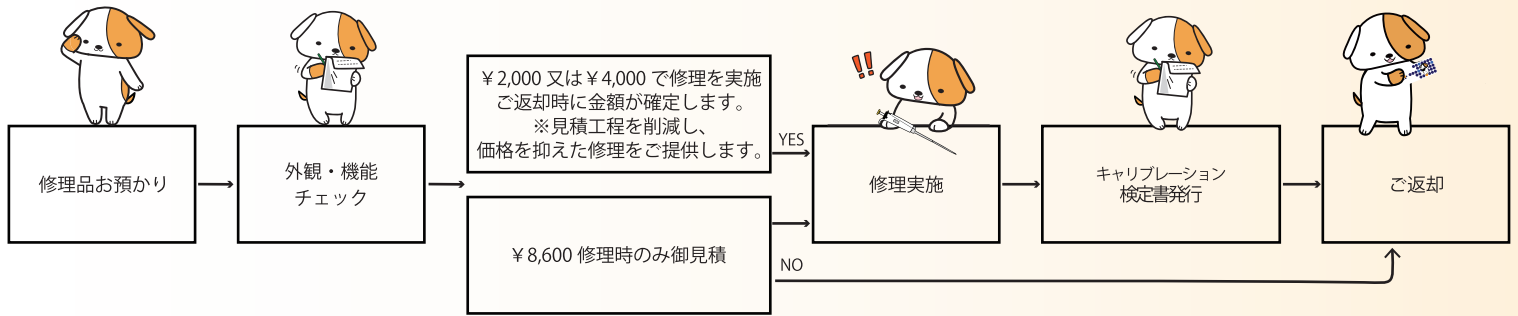 修理品お預かり
外観・機能
チェック
￥2,000 又は￥4,000 で修理を実施
ご返却時に金額が確定します。
※見積工程を削減し、
価格を抑えた修理をご提供します。
￥8,600 修理時のみ御見積
YES
NO
!!
修理実施
キャリブレーション
検定書発行
ご返却